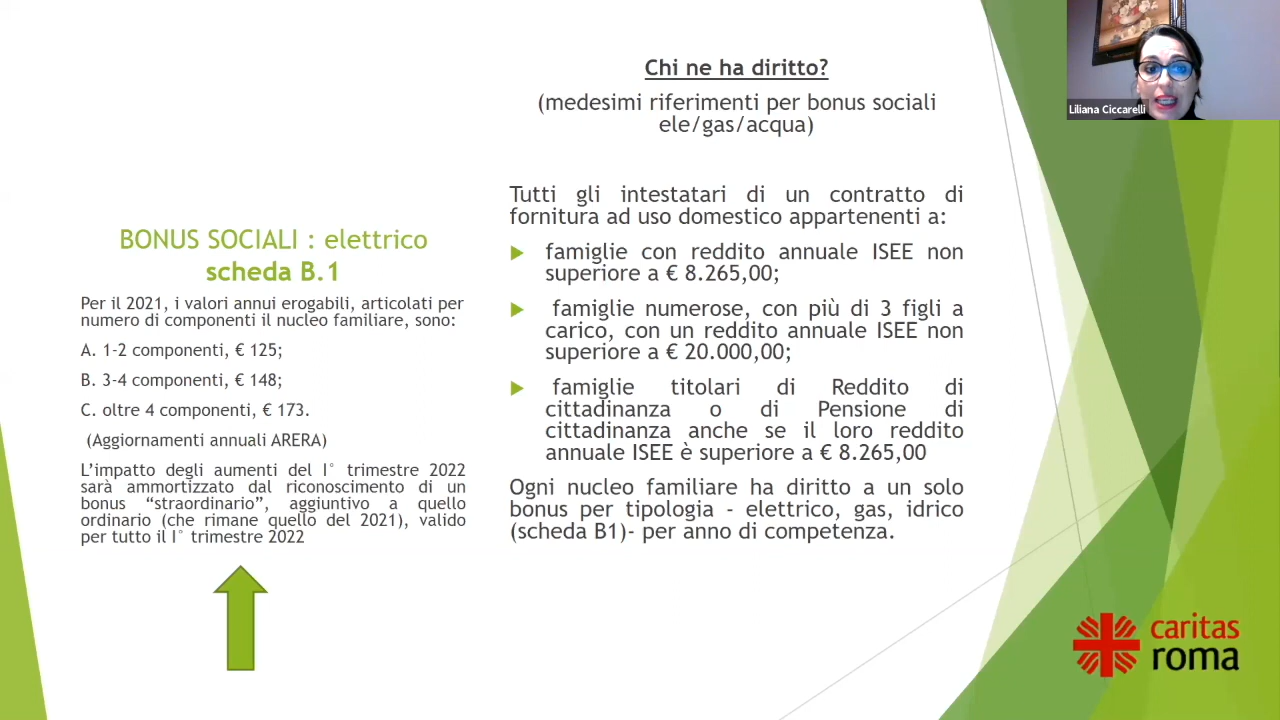 BONUS SOCIALI : elettrico
scheda B.1
Per il 2021, i valori annui erogabili, articolati per
numero di componenti il nucleo familiare, sono:
A. 1-2 componenti, € 125;
B. 3-4 componenti, € 148;
C. oltre 4 componenti, € 173.
(Aggiornamenti annuali ARERA)
L'impatto degli aumenti del I° trimestre 2022
sarà ammortizzato dal riconoscimento di un
bonus “straordinario”, aggiuntivo a quello
ordinario (che rimane quello del 2021), valido
per tutto il I° trimestre 2022
Chi ne ha diritto?
(medesimi riferimenti per bonus sociali
ele/gas/acqua)
Tutti gli intestatari di un contratto di
fornitura ad uso domestico appartenenti a:
famiglie con reddito annuale ISEE non
superiore a € 8.265,00;
famiglie numerose, con più di 3 figli a
carico, con un reddito annuale ISEE non
superiore a € 20.000,00;
famiglie titolari di Reddito di
cittadinanza o di Pensione di
cittadinanza anche se il loro reddito
annuale ISEE è superiore a € 8.265,00
Ogni nucleo familiare ha diritto a un solo
bonus per tipologia - elettrico, gas, idrico
(scheda B1)- per anno di competenza.
Liliana Ciccarelli
caritas
roma